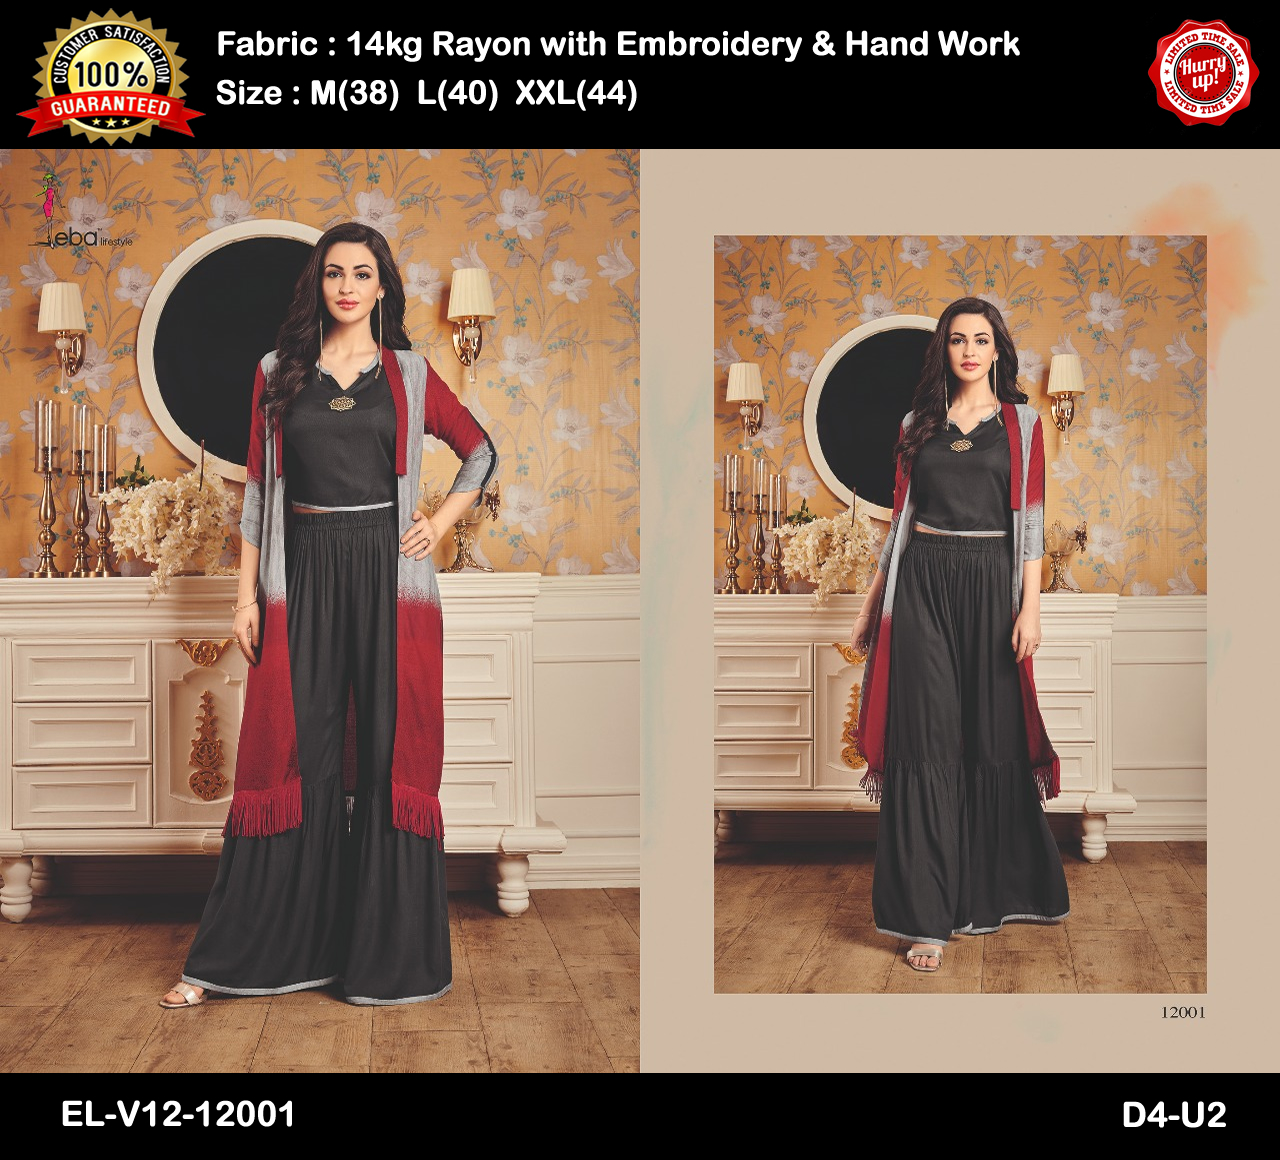 CUSTOMER SATISFACTION
100%
GUARANTEED
Fabric : 14kg Rayon with Embroidery & Hand Work
Size : M(38) L(40) XXL(44)
LIMITED TIME SALE
Hurry
up!
LIMITED TIME SALE
eba lifestyle
12001
EL-V12-12001
D4-U2